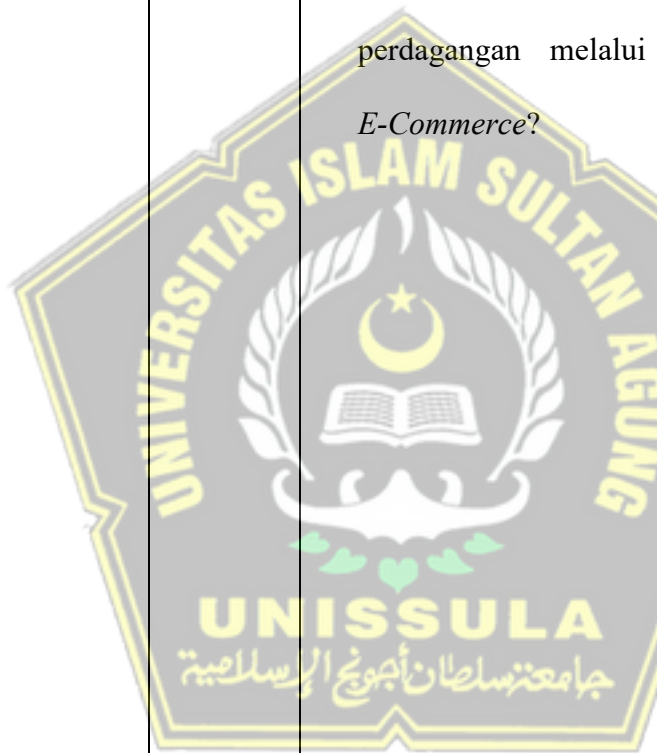 perdagangan melalui
E-Commerce?
UNIVERSITAS ISLAM SULTAN AGUNG
UNISSULA
جامعة سلطان أجونج الإسلامية